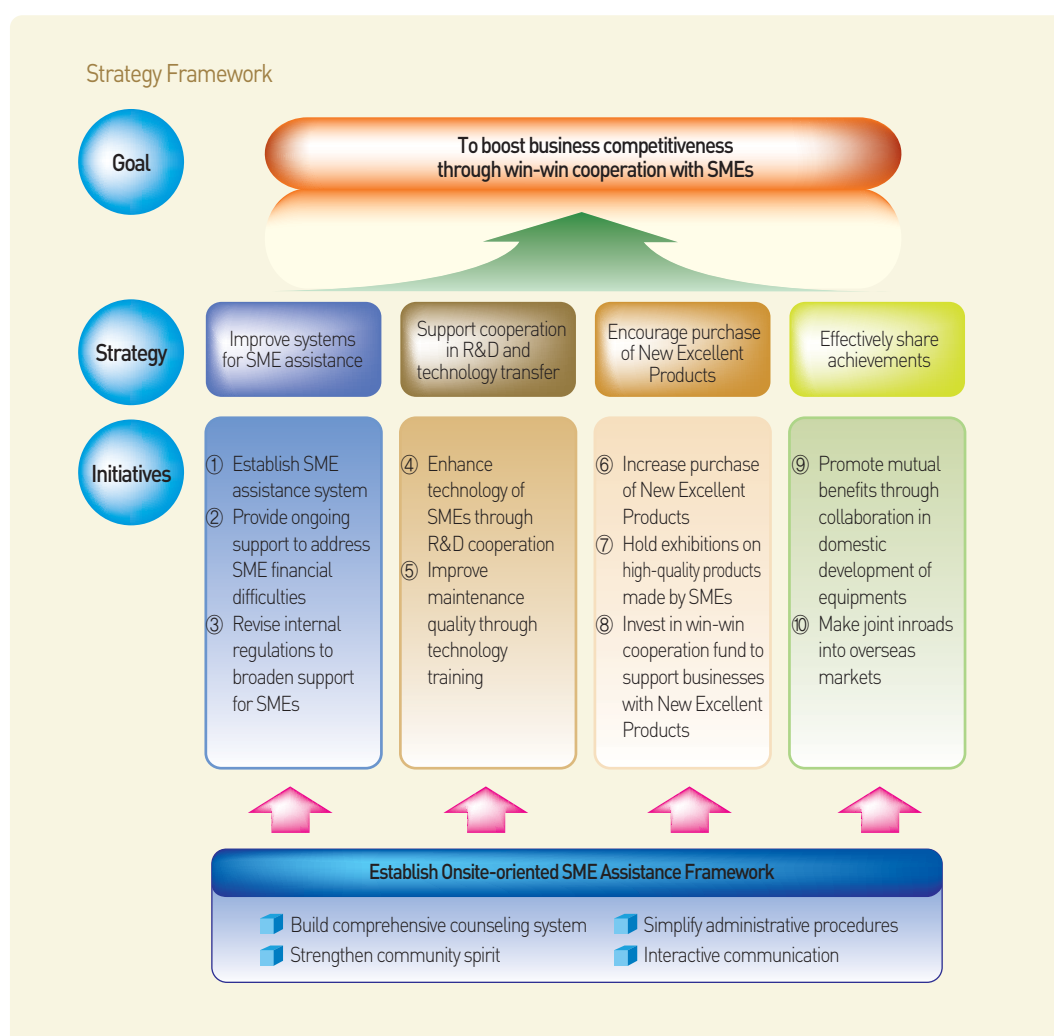 Strategy Framework
Goal
To boost business competitiveness
through win-win cooperation with SMEs
Strategy
Improve systems
for SME assistance
Support cooperation
in R&D and
technology transfer
Encourage purchase
of New Excellent
Products
Effectively share
achievements
Initiatives
① Establish SME
assistance system
② Provide ongoing
support to address
SME financial
difficulties
③ Revise internal
regulations to
broaden support
for SMEs
④ Enhance
technology of
SMEs through
R&D cooperation
⑤ Improve
maintenance
quality through
technology
training
⑥ Increase purchase
of New Excellent
Products
⑦ Hold exhibitions on
high-quality products
made by SMEs
⑧ Invest in win-win
cooperation fund to
support businesses
with New Excellent
Products
⑨ Promote mutual
benefits through
collaboration in
domestic
development of
equipments
⑩ Make joint inroads
into overseas
markets
Establish Onsite-oriented SME Assistance Framework
Build comprehensive counseling system
Simplify administrative procedures
Strengthen community spirit
Interactive communication